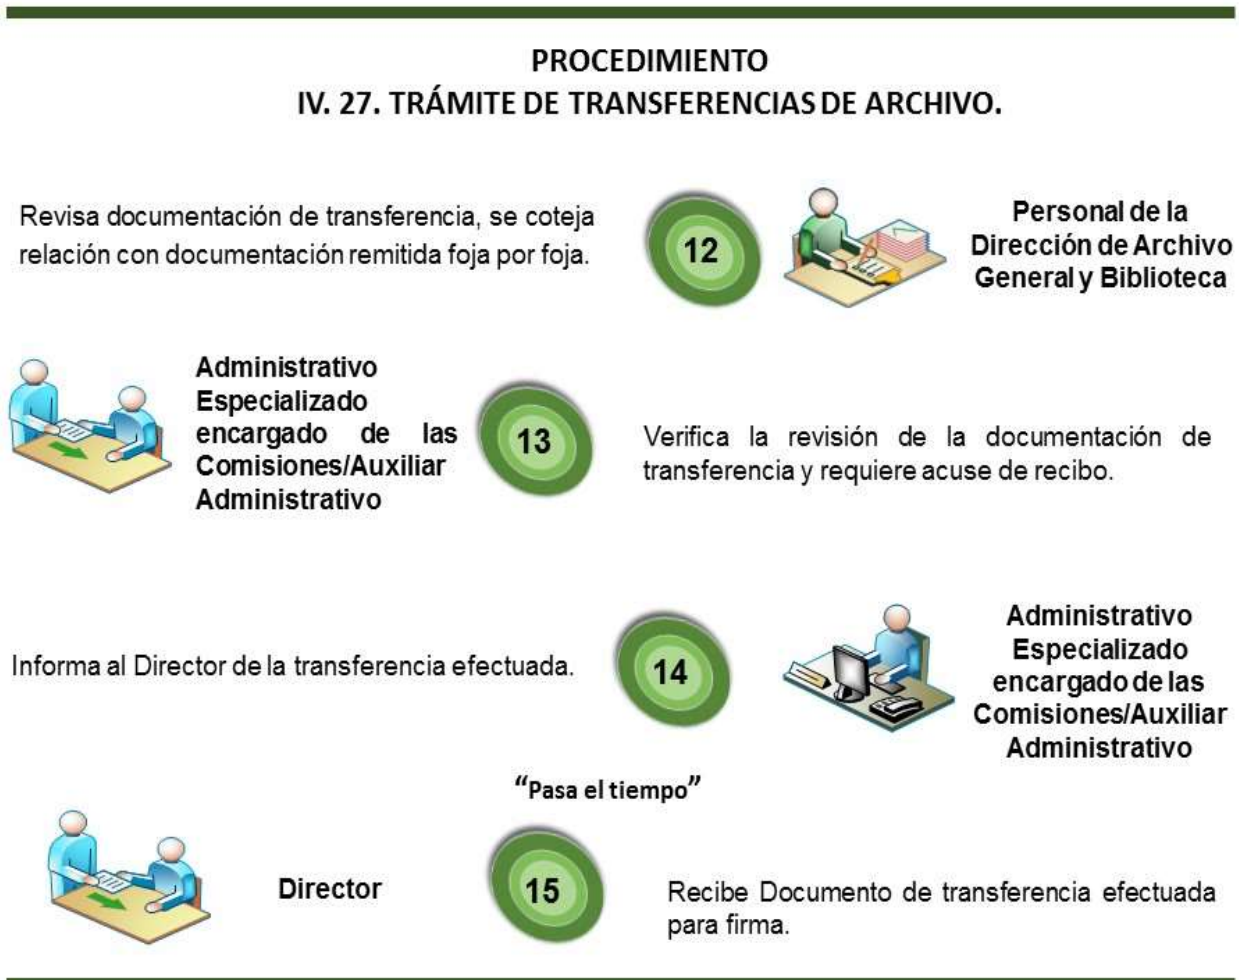 PROCEDIMIENTO
IV. 27. TRÁMITE DE TRANSFERENCIAS DE ARCHIVO.
Revisa documentación de transferencia, se coteja
relación con documentación remitida foja por foja.
12
Personal de la
Dirección de Archivo
General y Biblioteca
Administrativo
Especializado
encargado de las
Comisiones/Auxiliar
Administrativo
13
Verifica la revisión de la documentación de
transferencia y requiere acuse de recibo.
Informa al Director de la transferencia efectuada.
14
Administrativo
Especializado
encargado de las
Comisiones/Auxiliar
Administrativo
“Pasa el tiempo”
Director
15
Recibe Documento de transferencia efectuada
para firma.